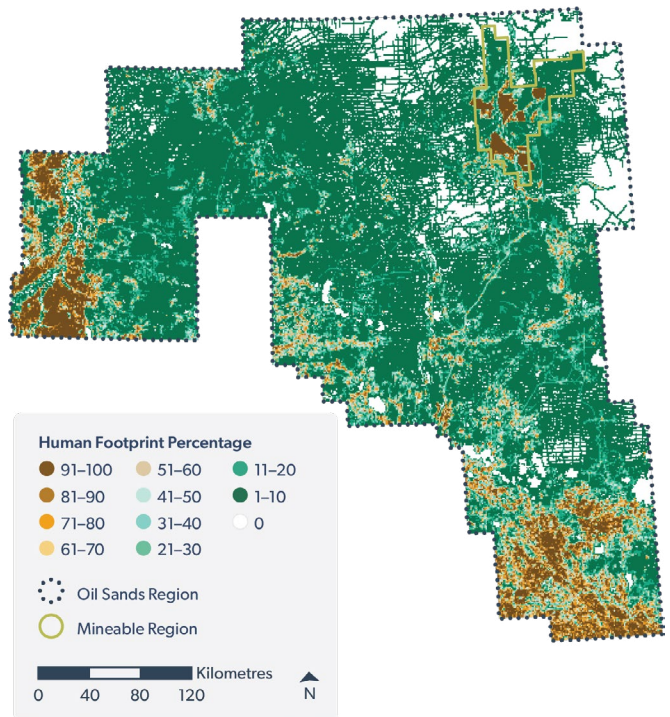 Human Footprint Percentage
91–100 51–60 11–20
81–90 41–50 1–10
71–80 31–40 0
61–70 21–30
Oil Sands Region
Mineable Region
Kilometres
0 40 80 120 N